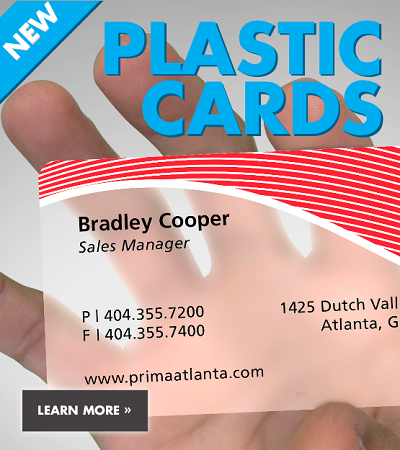 NEW
PLASTIC
CARDS
Bradley Cooper
Sales Manager
P | 404.355.7200
F | 404.355.7400
1425 Dutch Vall
Atlanta, G
www.primaatlanta.com
LEARN MORE »